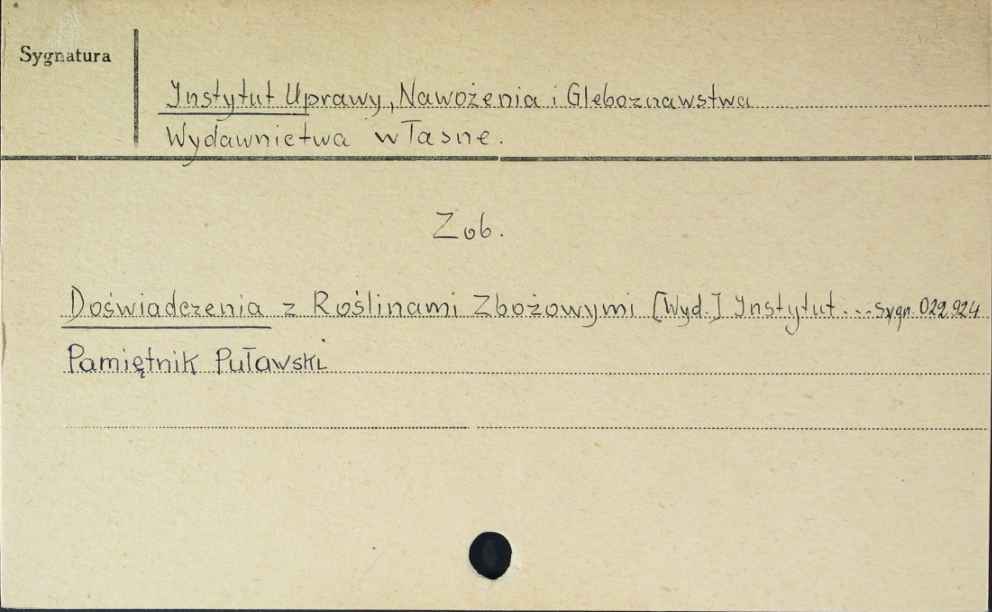 Sygnatura
Instytut Uprawy, Nawożenia i Gleboznawstwa
Wydawnictwa własne.
Zob.
Doświadczenia z Roślinami Zbożowymi [Wyd.] Instytut... Sygn. 022.924
Pamiętnik Puławski